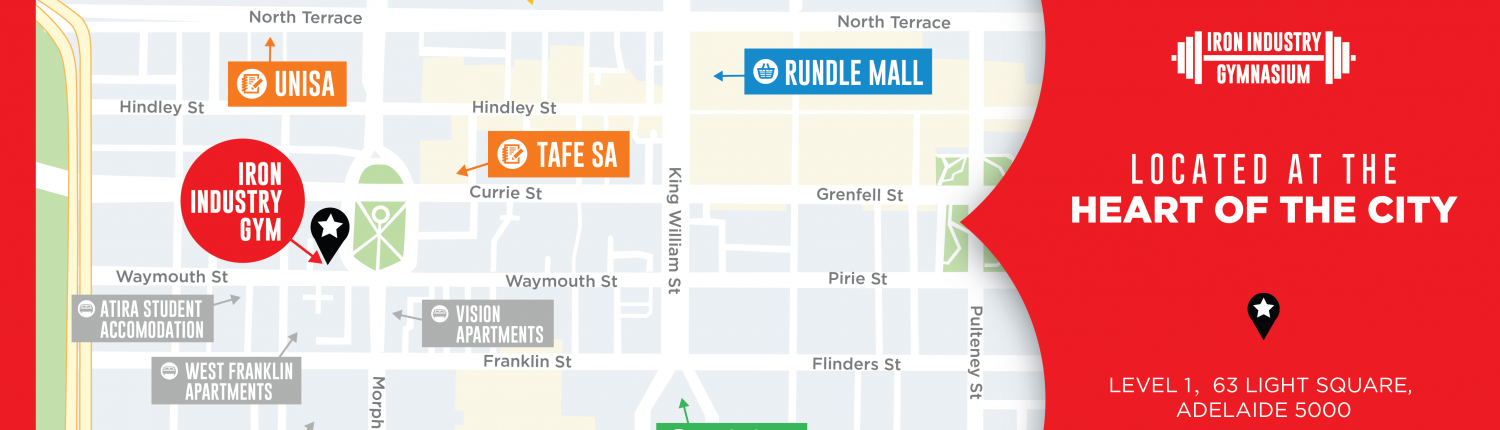 North Terrace
North Terrace
UNISA
RUNDLE MALL
Hindley St
Hindley St
TAFE SA
IRON
INDUSTRY
GYM
Currie St
Grenfell St
King William St
Waymouth St
Waymouth St
Pirie St
ATIRA STUDENT
ACCOMODATION
VISION
APARTMENTS
WEST FRANKLIN
APARTMENTS
Franklin St
Flinders St
Pulteney St
Morph
IRON INDUSTRY
GYMNASIUM
LOCATED AT THE
HEART OF THE CITY
LEVEL 1, 63 LIGHT SQUARE,
ADELAIDE 5000